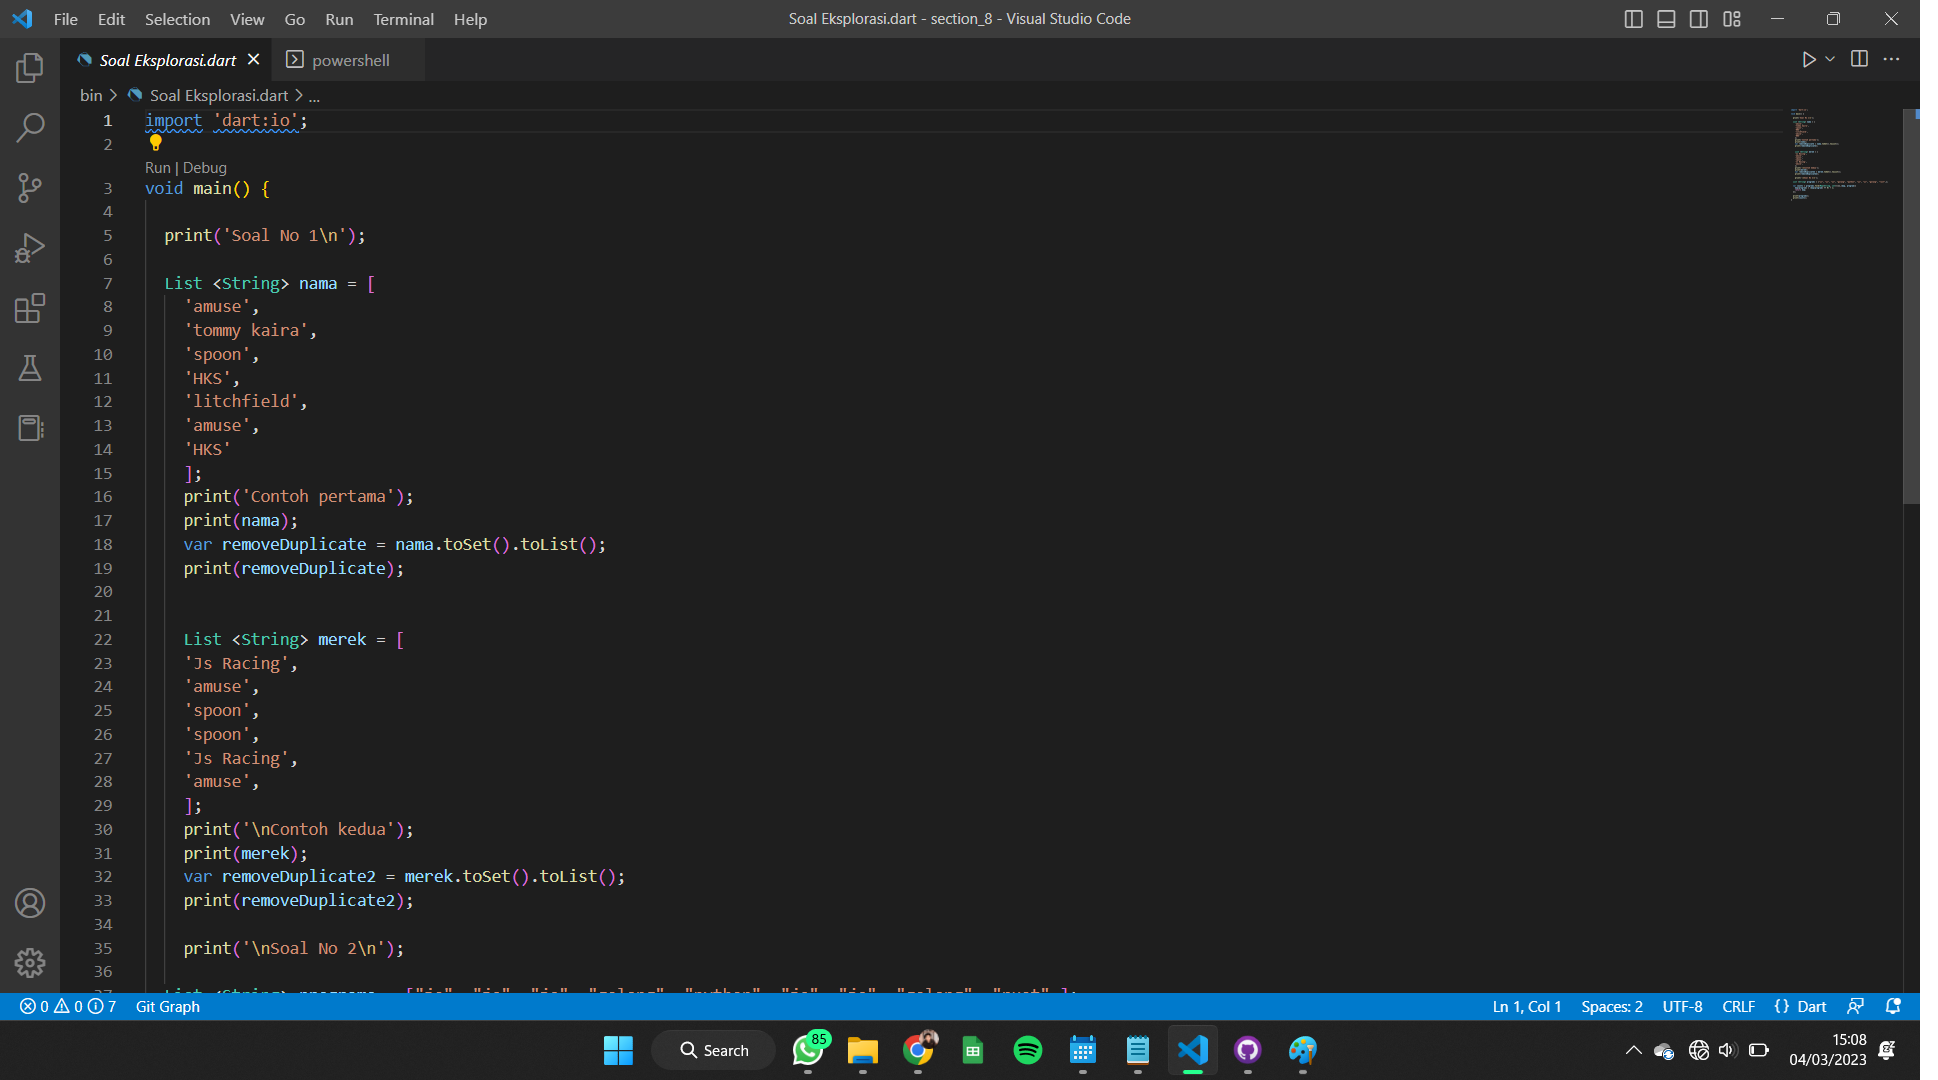 File Edit Selection View Go Run Terminal Help
Soal Eksplorasi.dart - section_8 - Visual Studio Code
Soal Eksplorasi.dart
powershell
bin > Soal Eksplorasi.dart > ...
1 import 'dart:io';
2
Run | Debug
3 void main() {
4
5 print('Soal No 1\n');
6
7 List <String> nama = [
8 'amuse',
9 'tommy kaira',
10 'spoon',
11 'HKS',
12 'litchfield',
13 'amuse',
14 'HKS'
15 ];
16 print('Contoh pertama');
17 print(nama);
18 var removeDuplicate = nama.toSet().toList();
19 print(removeDuplicate);
20
21
22 List <String> merek = [
23 'Js Racing',
24 'amuse',
25 'spoon',
26 'spoon',
27 'Js Racing',
28 'amuse',
29 ];
30 print('\nContoh kedua');
31 print(merek);
32 var removeDuplicate2 = merek.toSet().toList();
33 print(removeDuplicate2);
34
35 print('\nSoal No 2\n');
36
0 0 7 Git Graph
Ln 1, Col 1 Spaces: 2 UTF-8 CRLF {} Dart
Search
85
15:08
04/03/2023